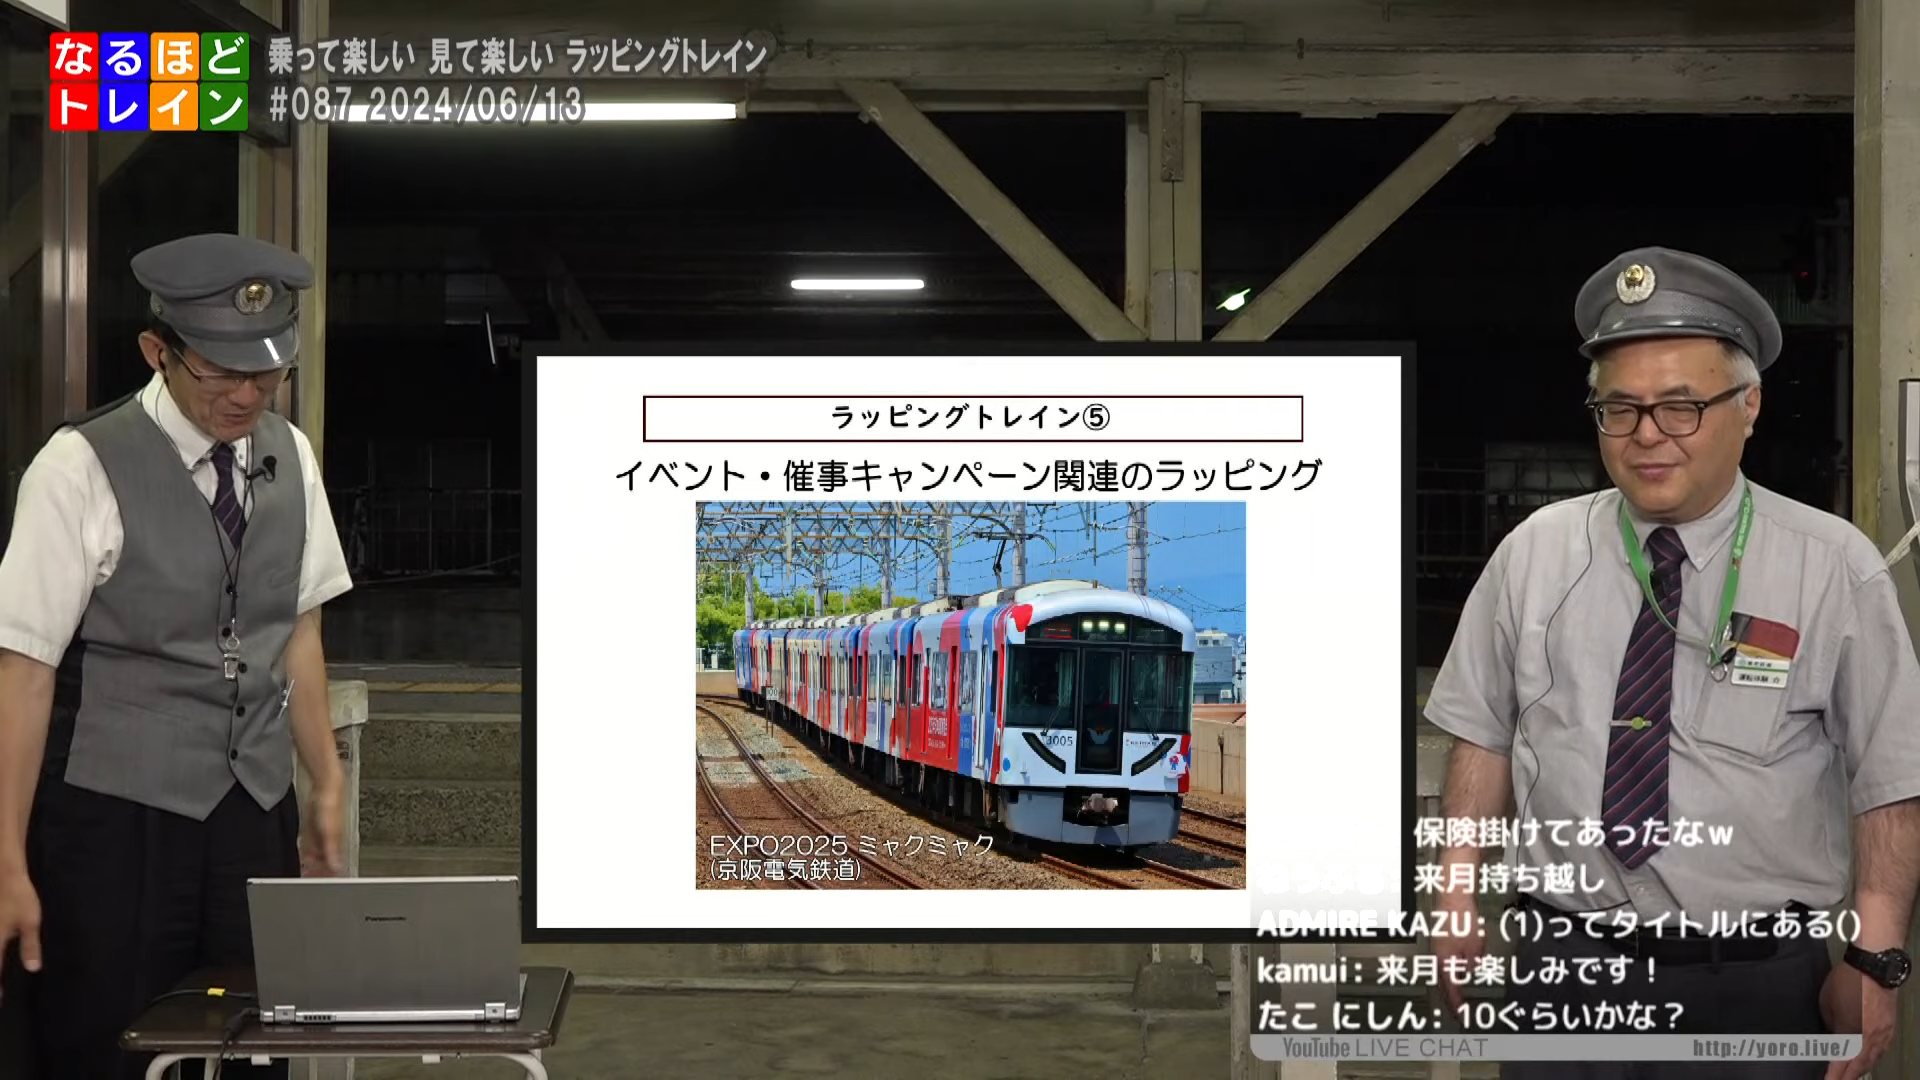 なるほど
トレイン
乗って楽しい 見て楽しい ラッピングトレイン
#087 2024/06/13
ラッピングトレイン⑤
イベント・催事キャンペーン関連のラッピング
3005
EXPO2025 ミャクミャク
(京阪電気鉄道)
Panasonic
保険掛けてあったなw
来月持ち越し
ADMIRE KAZU: (1)ってタイトルにある()
kamui: 来月も楽しみです！
たこ にしん: 10ぐらいかな？
YouTube LIVE CHAT
http://yoro.live/